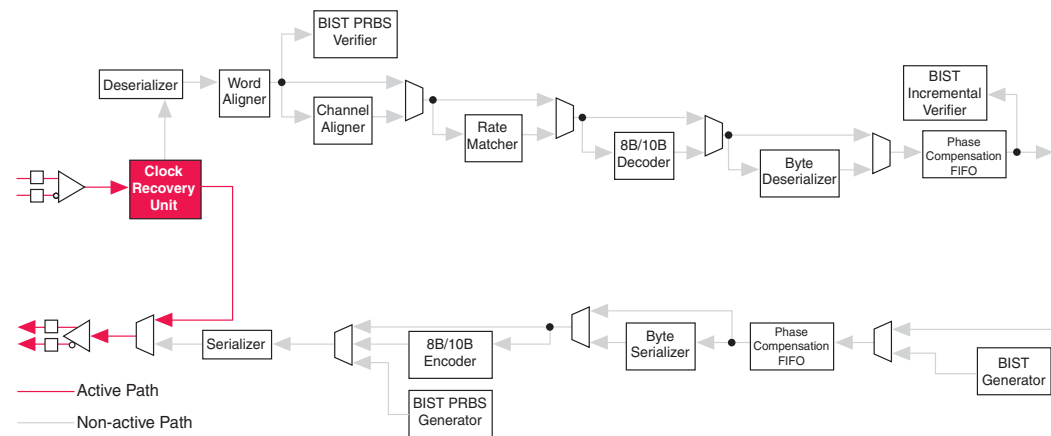 BIST PRBS
Verifier
Deserializer
Word
Aligner
Channel
Aligner
Rate
Matcher
8B/10B
Decoder
Byte
Deserializer
BIST
Incremental
Verifier
Phase
Compensation
FIFO
Clock
Recovery
Unit
Serializer
8B/10B
Encoder
BIST PRBS
Generator
Byte
Serializer
Phase
Compensation
FIFO
BIST
Generator
Active Path
Non-active Path